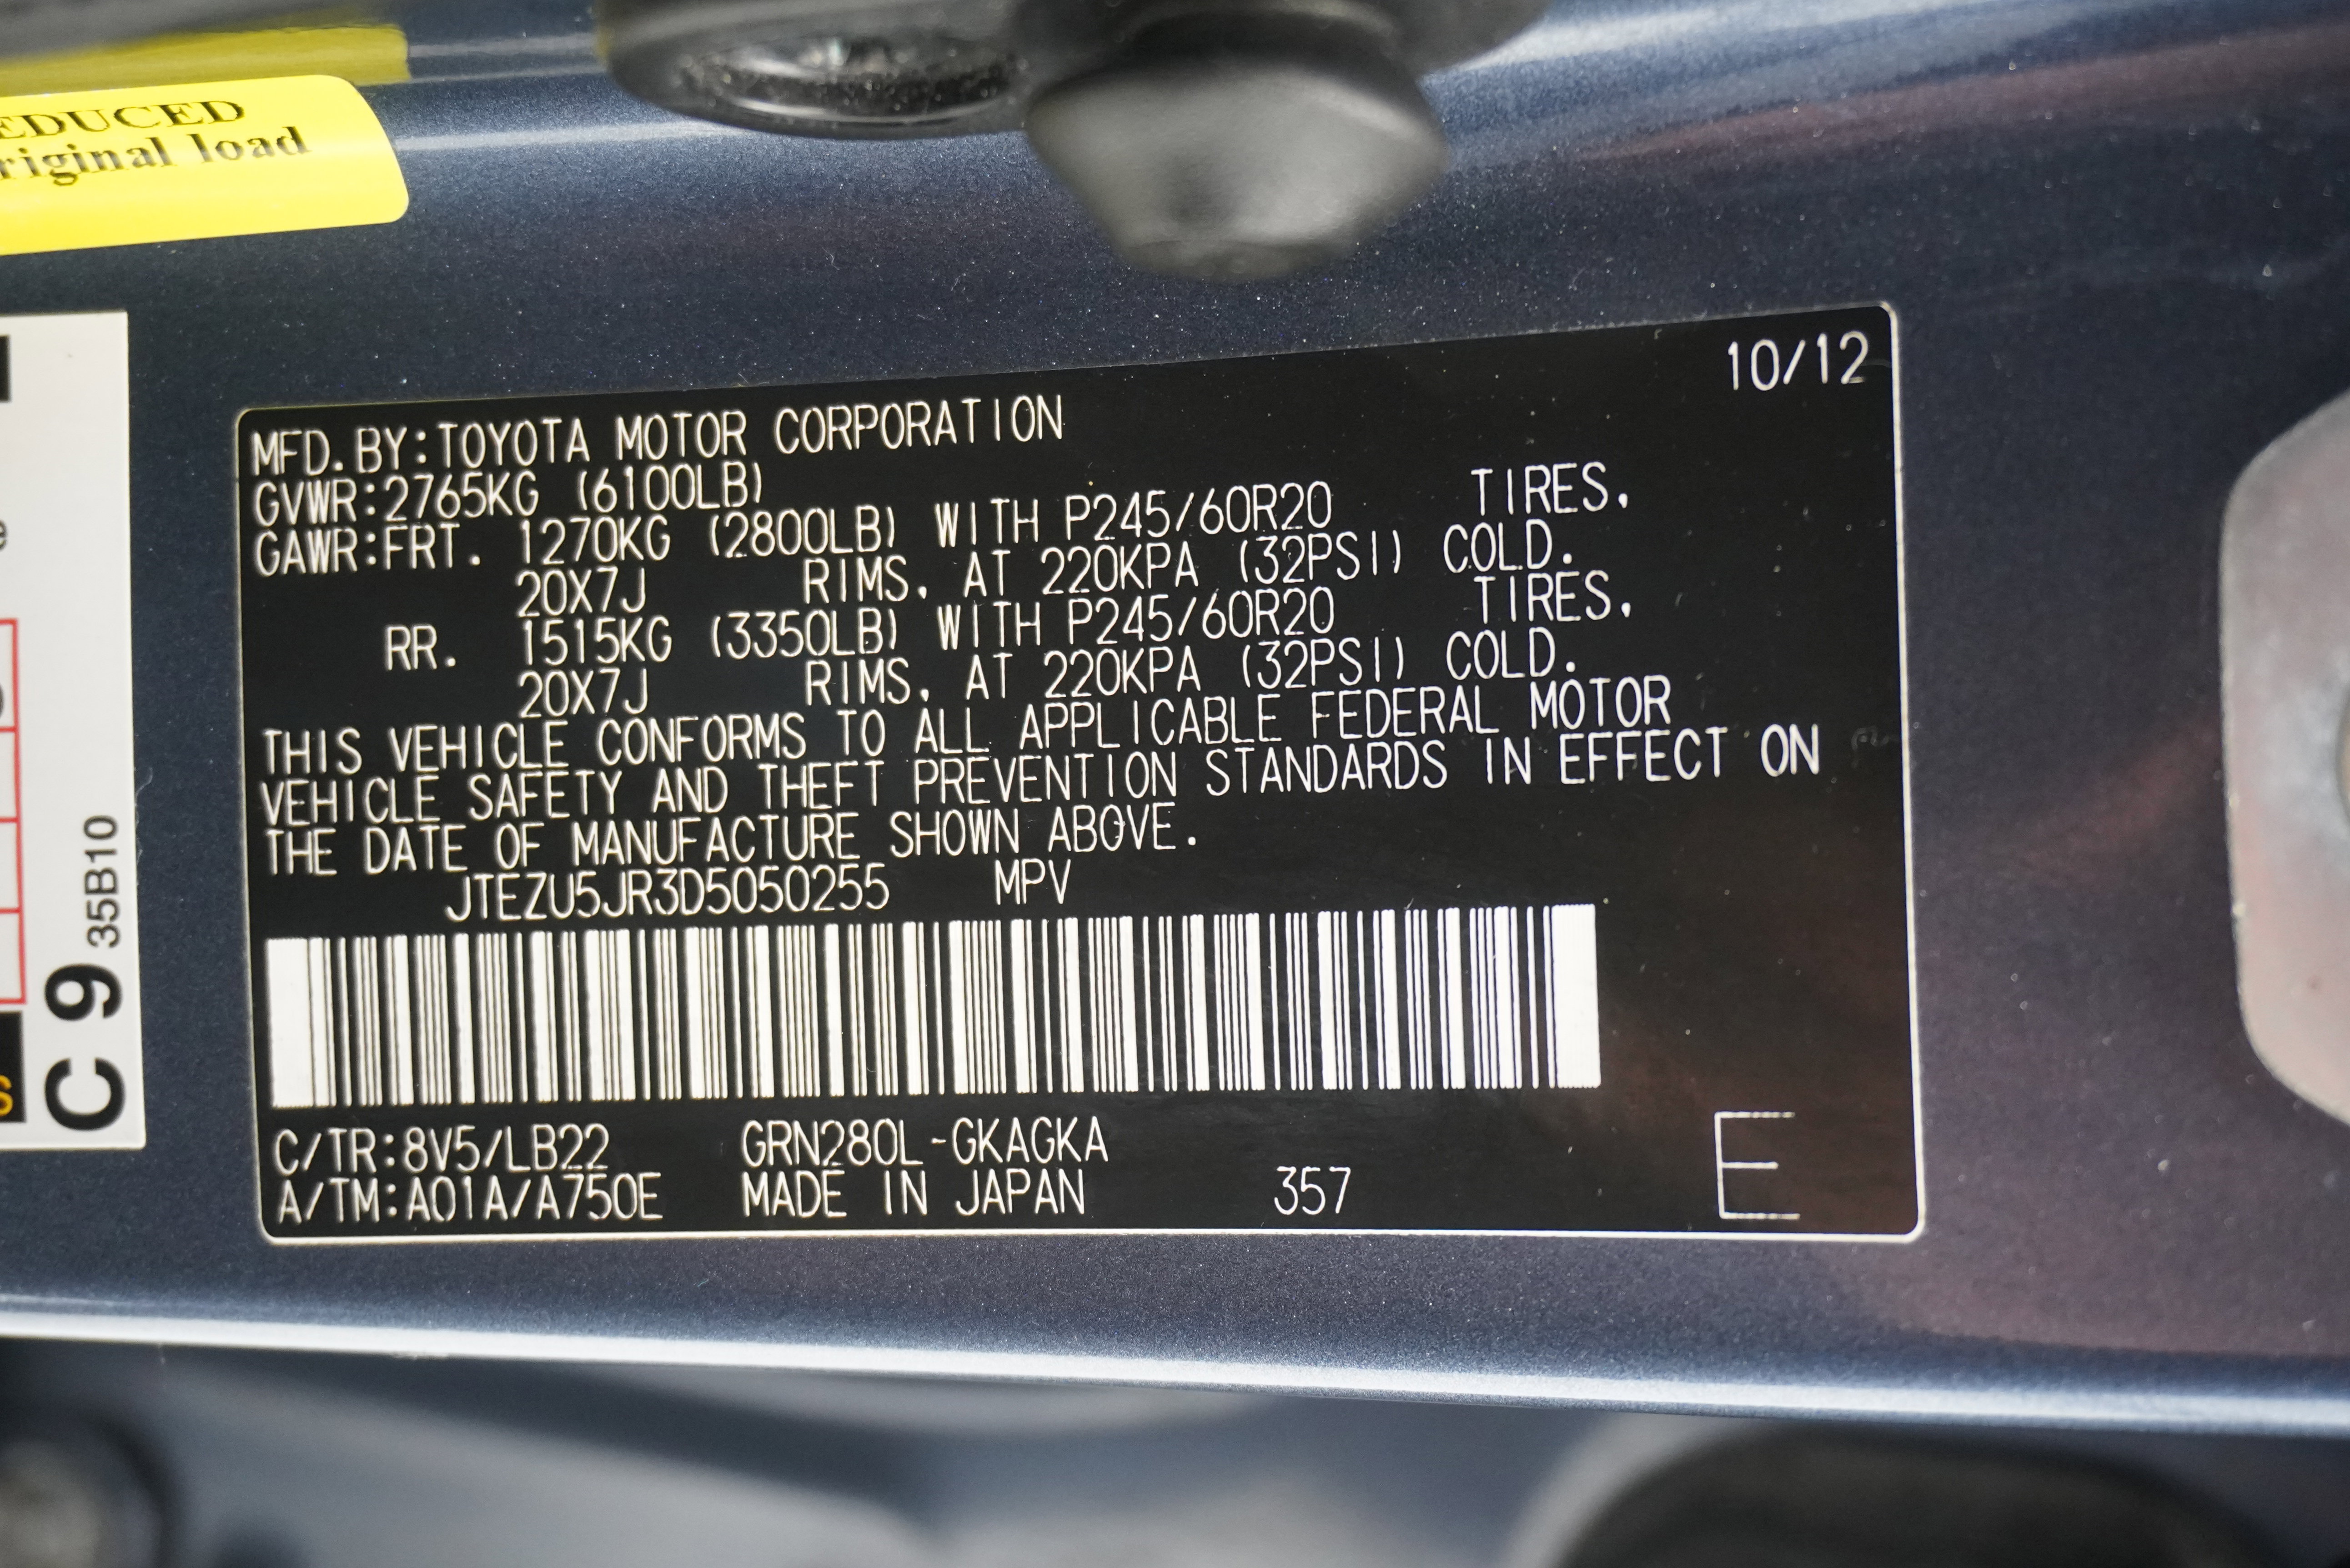 EDUCED
riginal load
10/12
MFD.BY:TOYOTA MOTOR CORPORATION
GVWR:2765KG (6100LB)
GAWR:FRT. 1270KG (2800LB) WITH P245/60R20 TIRES,
20X7J RIMS, AT 220KPA (32PSI) COLD.
RR. 1515KG (3350LB) WITH P245/60R20 TIRES,
20X7J RIMS, AT 220KPA (32PSI) COLD.
THIS VEHICLE CONFORMS TO ALL APPLICABLE FEDERAL MOTOR
VEHICLE SAFETY AND THEFT PREVENTION STANDARDS IN EFFECT ON
THE DATE OF MANUFACTURE SHOWN ABOVE.
JTEZU5JR3D5050255 MPV
C/TR:8V5/LB22 GRN280L-GKAGKA
A/TM:A01A/A750E MADE IN JAPAN 357 E
C9 35B10